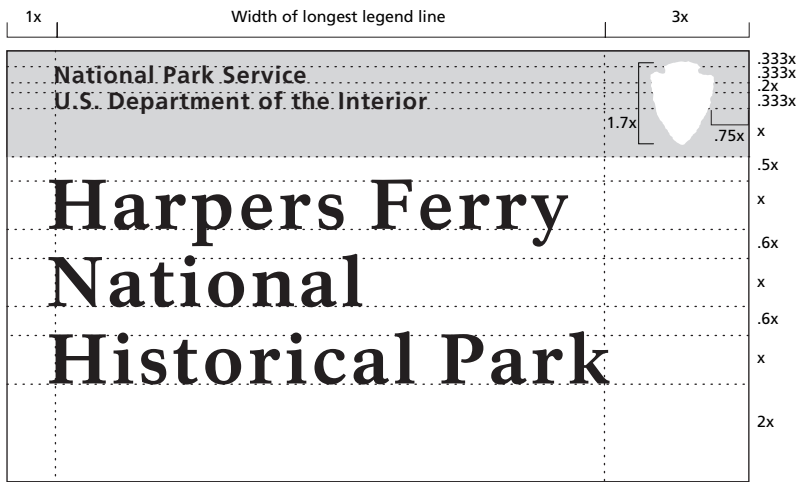 1x Width of longest legend line 3x
National Park Service
U.S. Department of the Interior
1.7x
.75x
.333x
.333x
.2x
.333x
x
.5x
Harpers Ferry
x
.6x
National
x
.6x
Historical Park
x
2x